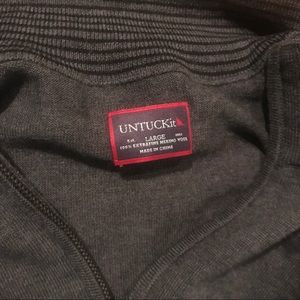 UNTUCKit
LARGE
100% EXTRAFINE MERINO WOOL
MADE IN CHINA